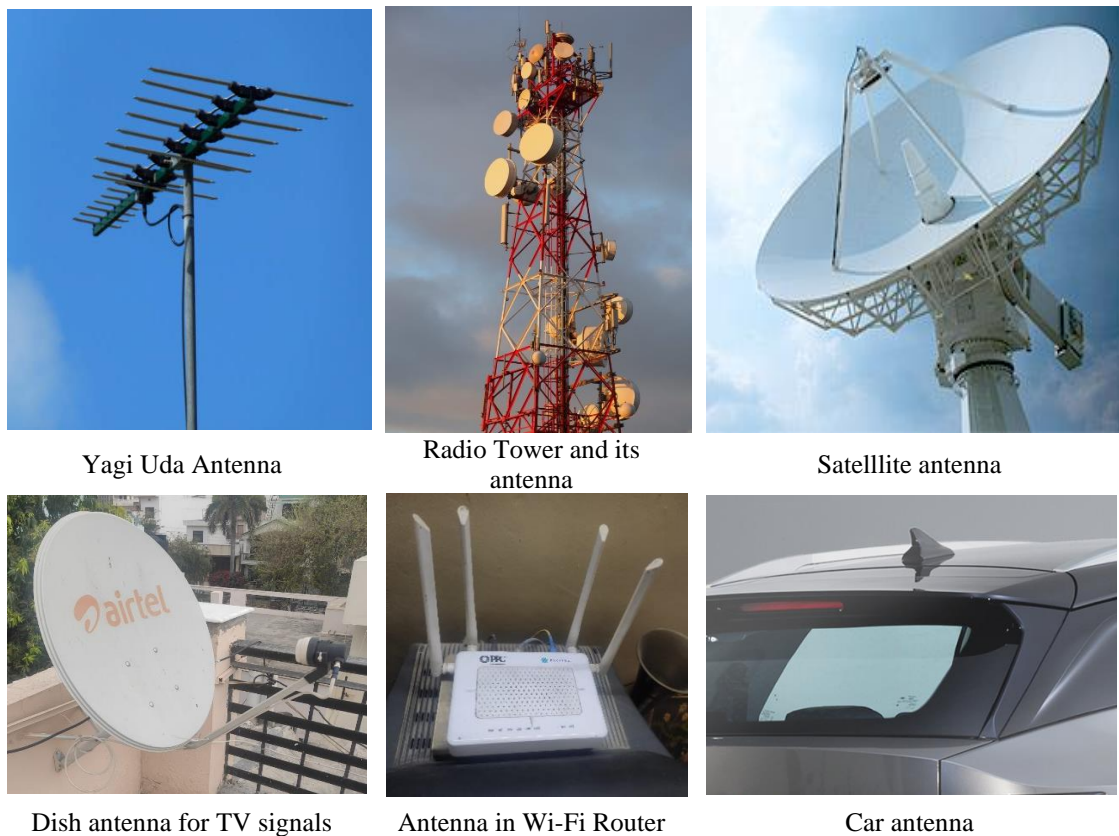 Yagi Uda Antenna
Radio Tower and its
antenna
Satelllite antenna
airtel
Dish antenna for TV signals
Antenna in Wi-Fi Router
Car antenna